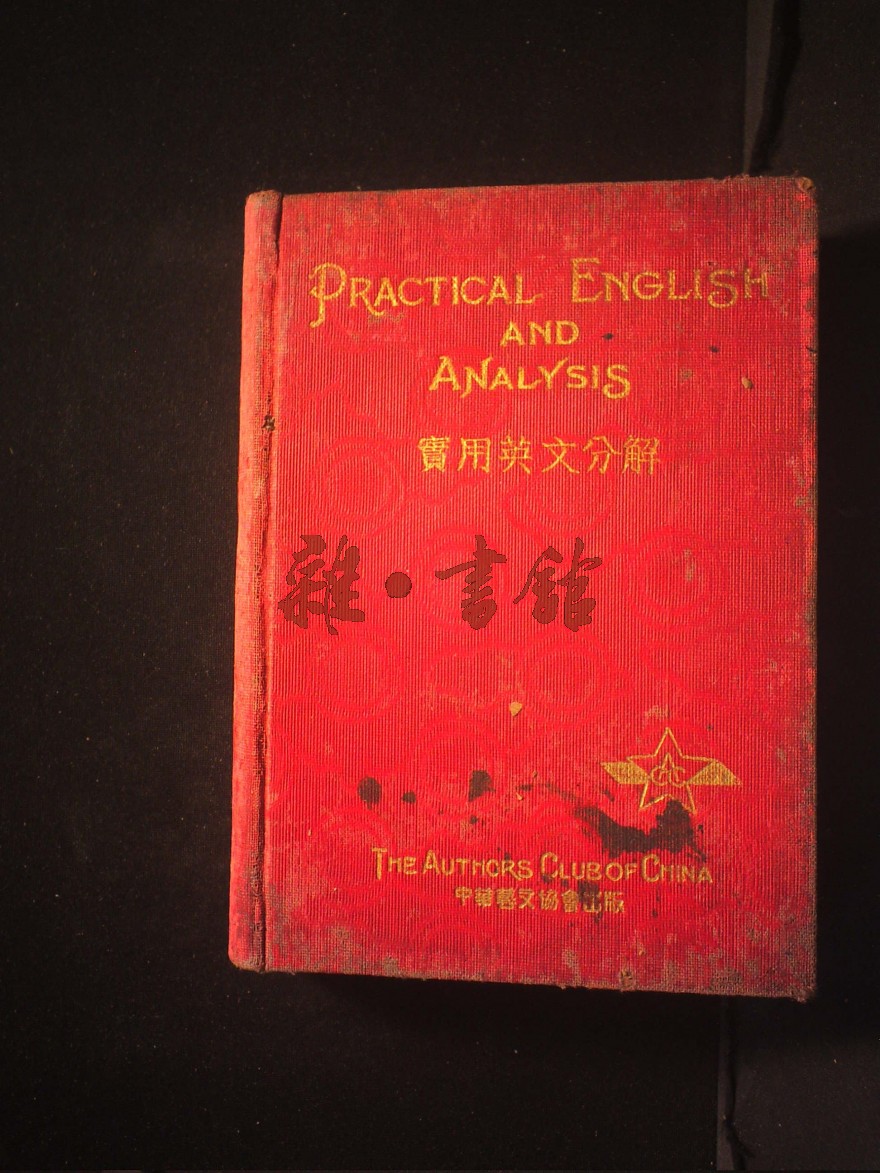 PRACTICAL ENGLISH
AND
ANALYSIS
實用英文分解
雜·書館
THE AUTHORS CLUB OF CHINA
中華藝文協會出版